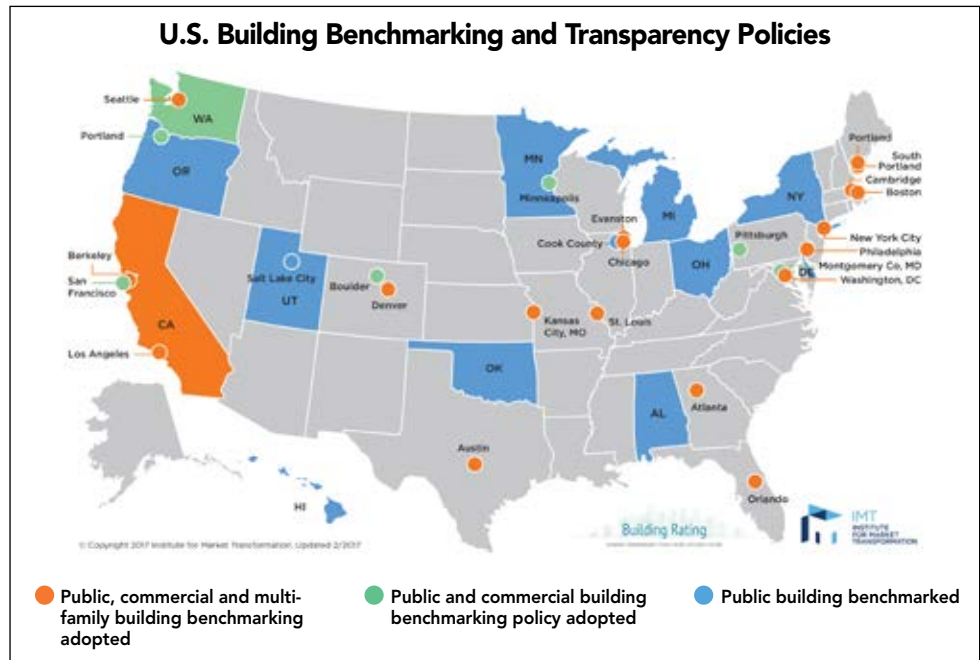 U.S. Building Benchmarking and Transparency Policies
Seattle
WA
Portland
OR
Berkeley
San
Francisco
CA
Los Angeles
Salt Lake City
UT
Boulder
Denver
MN
Minneapolis
Evanston
Cook County
Chicago
MI
OH
NY
Pittsburgh
Portland
South
Portland
Cambridge
Boston
New York City
Philadelphia
Montgomery Co, MD
DE
Washington, DC
Kansas
City, MO
St. Louis
OK
AL
Atlanta
Austin
Orlando
HI
Building Rating
IMT
INSTITUTE
FOR MARKET
TRANSFORMATION
© Copyright 2017 Institute for Market Transformation. Updated 2/2017
Public, commercial and multi-
family building benchmarking
adopted
Public and commercial building
benchmarking policy adopted
Public building benchmarked